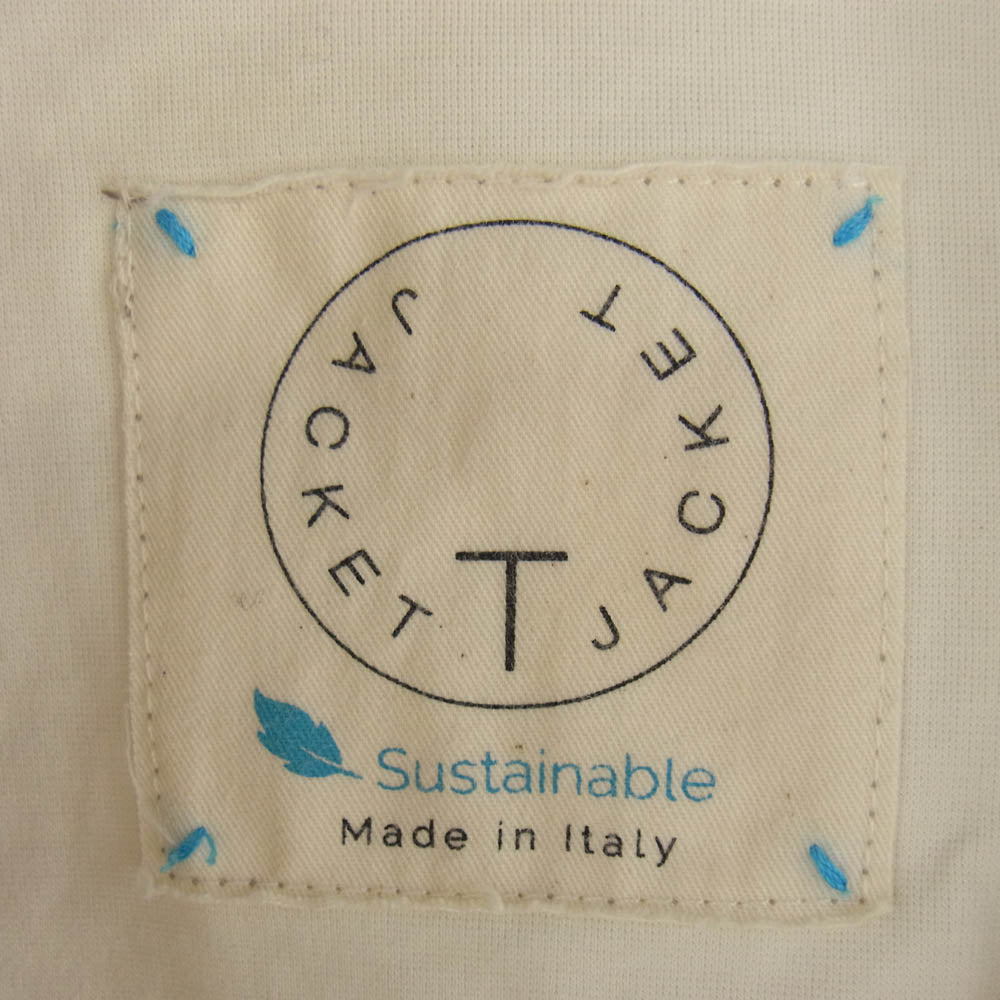 JACKET
T
JACKET
Sustainable
Made in Italy